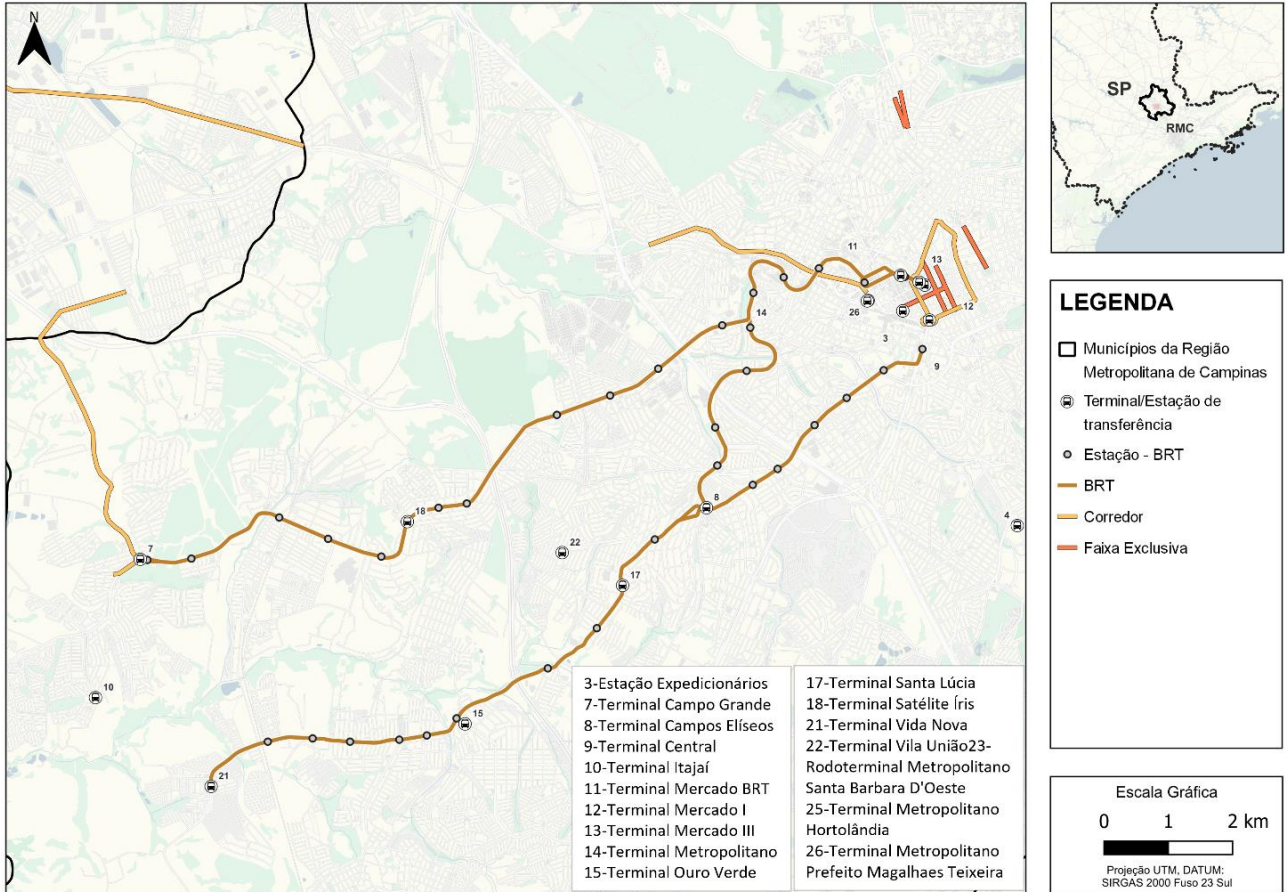 N
11
13
12
26
14
3
9
18
8
4
22
7
17
10
15
21
3-Estação Expedicionários
7-Terminal Campo Grande
8-Terminal Campos Elíseos
9-Terminal Central
10-Terminal Itajaí
11-Terminal Mercado BRT
12-Terminal Mercado I
13-Terminal Mercado III
14-Terminal Metropolitano
15-Terminal Ouro Verde
17-Terminal Santa Lúcia
18-Terminal Satélite Íris
21-Terminal Vida Nova
22-Terminal Vila União23-
Rodoterminal Metropolitano
Santa Barbara D'Oeste
25-Terminal Metropolitano
Hortolândia
26-Terminal Metropolitano
Prefeito Magalhaes Teixeira
SP
RMC
LEGENDA
Municípios da Região
Metropolitana de Campinas
Terminal/Estação de
transferência
Estação - BRT
BRT
Corredor
Faixa Exclusiva
Escala Gráfica
0 1 2 km
Projeção UTM, DATUM:
SIRGAS 2000 Fuso 23 Sul